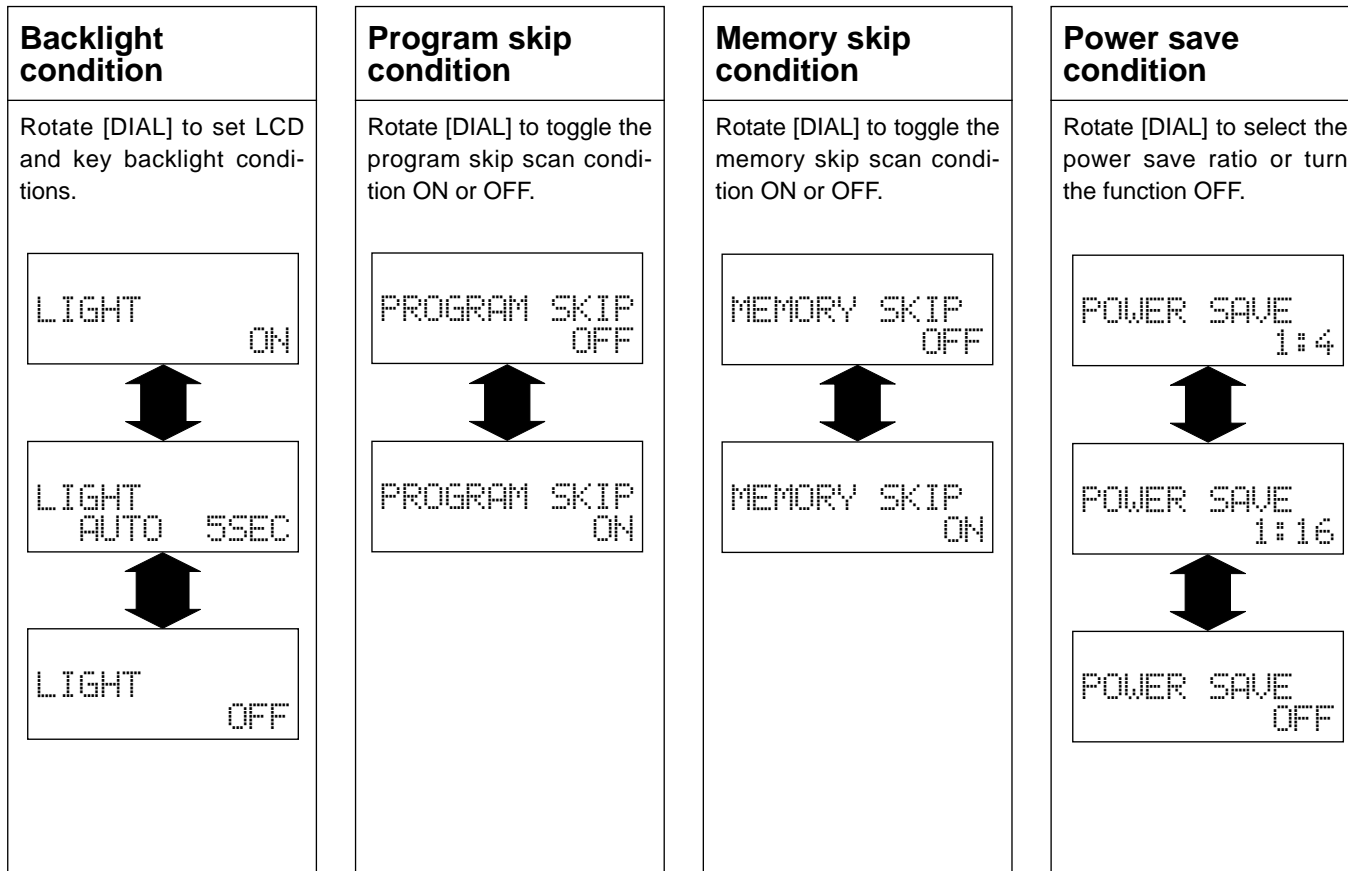 Backlight
condition
Rotate [DIAL] to set LCD
and key backlight condi-
tions.
LIGHT
ON
LIGHT
AUTO 5SEC
LIGHT
OFF
Program skip
condition
Rotate [DIAL] to toggle the
program skip scan condi-
tion ON or OFF.
PROGRAM SKIP
OFF
PROGRAM SKIP
ON
Memory skip
condition
Rotate [DIAL] to toggle the
memory skip scan condi-
tion ON or OFF.
MEMORY SKIP
OFF
MEMORY SKIP
ON
Power save
condition
Rotate [DIAL] to select the
power save ratio or turn
the function OFF.
POWER SAVE
1:4
POWER SAVE
1:16
POWER SAVE
OFF